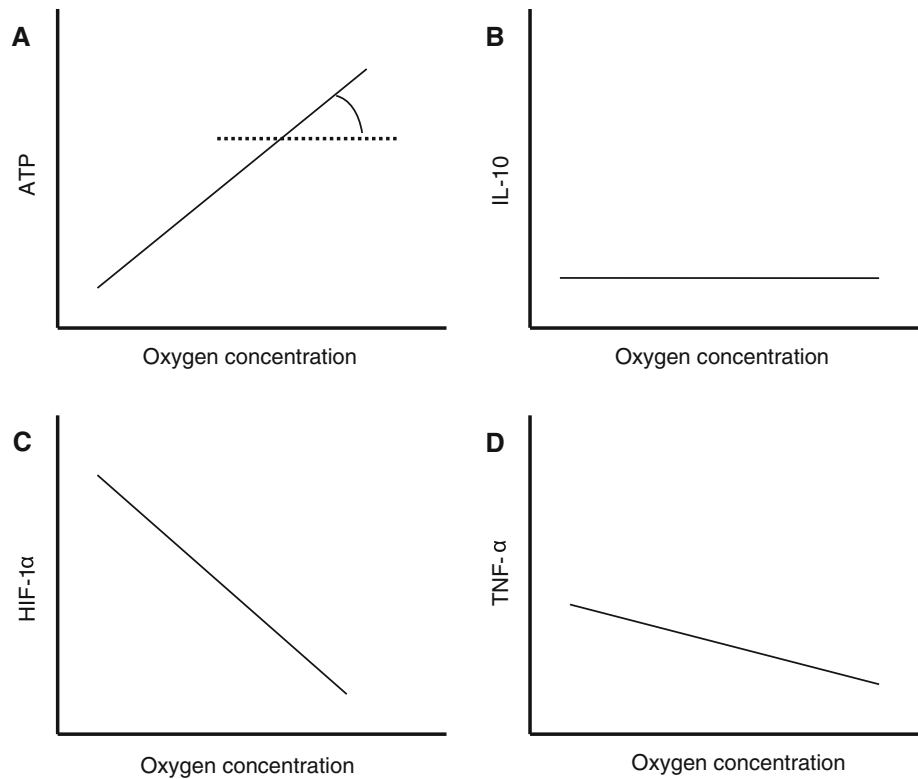 A
ATP
Oxygen concentration
B
IL-10
Oxygen concentration
C
HIF-1α
Oxygen concentration
D
TNF- α
Oxygen concentration